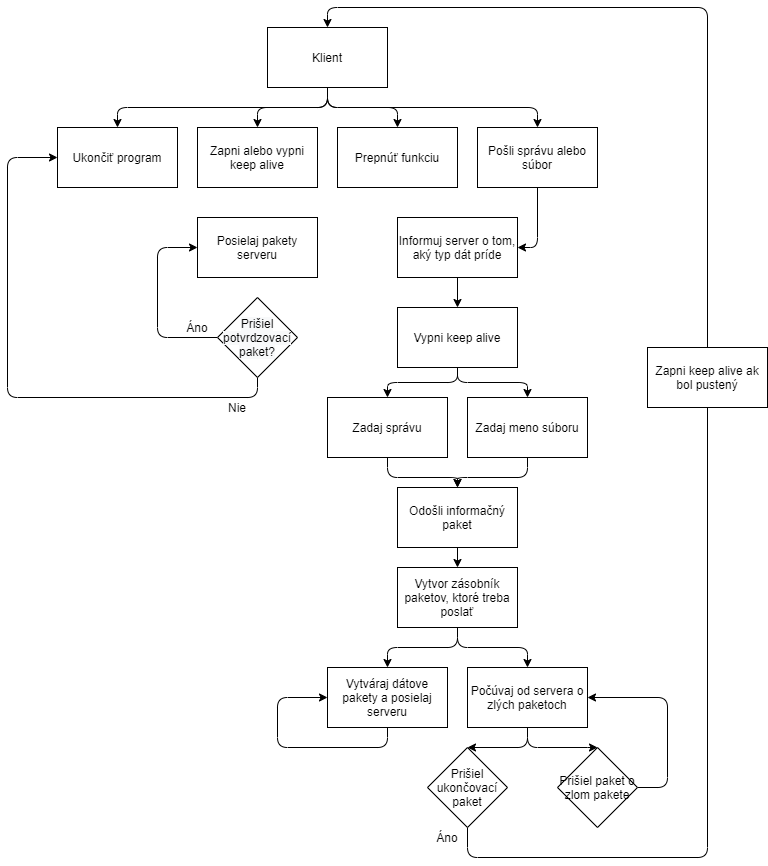 Klient
Ukončiť program
Zapni alebo vypni
keep alive
Prepnúť funkciu
Pošli správu alebo
súbor
Posielaj pakety
serveru
Informuj server o tom,
aký typ dát príde
Áno
Prišiel
potvrdzovací
paket?
Nie
Vypni keep alive
Zapni keep alive ak
bol pustený
Zadaj správu
Zadaj meno súboru
Odošli informačný
paket
Vytvor zásobník
paketov, ktoré treba
poslať
Vytváraj dátove
pakety a posielaj
serveru
Počúvaj od servera o
zlých paketoch
Prišiel
ukončovací
paket
Prišiel paket o
zlom pakete
Áno